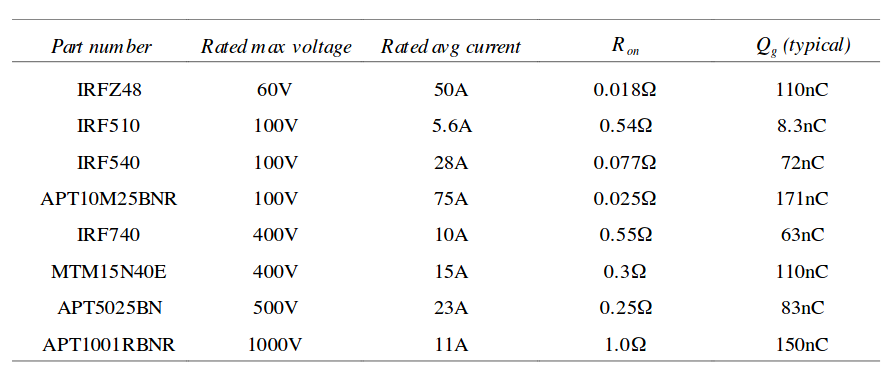 Part number Rated max voltage Rated avg current Ron Qg (typical)
IRFZ48 60V 50A 0.018Ω 110nC
IRF510 100V 5.6A 0.54Ω 8.3nC
IRF540 100V 28A 0.077Ω 72nC
APT10M25BNR 100V 75A 0.025Ω 171nC
IRF740 400V 10A 0.55Ω 63nC
MTM15N40E 400V 15A 0.3Ω 110nC
APT5025BN 500V 23A 0.25Ω 83nC
APT1001RBNR 1000V 11A 1.0Ω 150nC